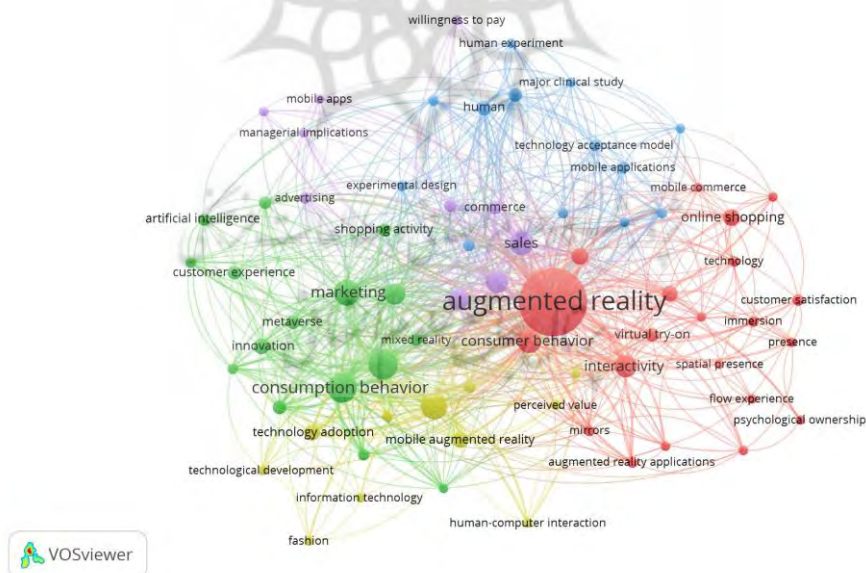 willingness to pay
human experiment
major clinical study
mobile apps
human
managerial implications
technology acceptance model
mobile applications
experimental design
mobile commerce
advertising
commerce
artificial intelligence
online shopping
shopping activity
sales
technology
customer experience
marketing
augmented reality
customer satisfaction
metaverse
immersion
virtual try-on
mixed reality
consumer behavior
presence
innovation
interactivity
spatial presence
consumption behavior
flow experience
perceived value
psychological ownership
technology adoption
mobile augmented reality
mirrors
augmented reality applications
technological development
information technology
human-computer interaction
fashion
VOSviewer